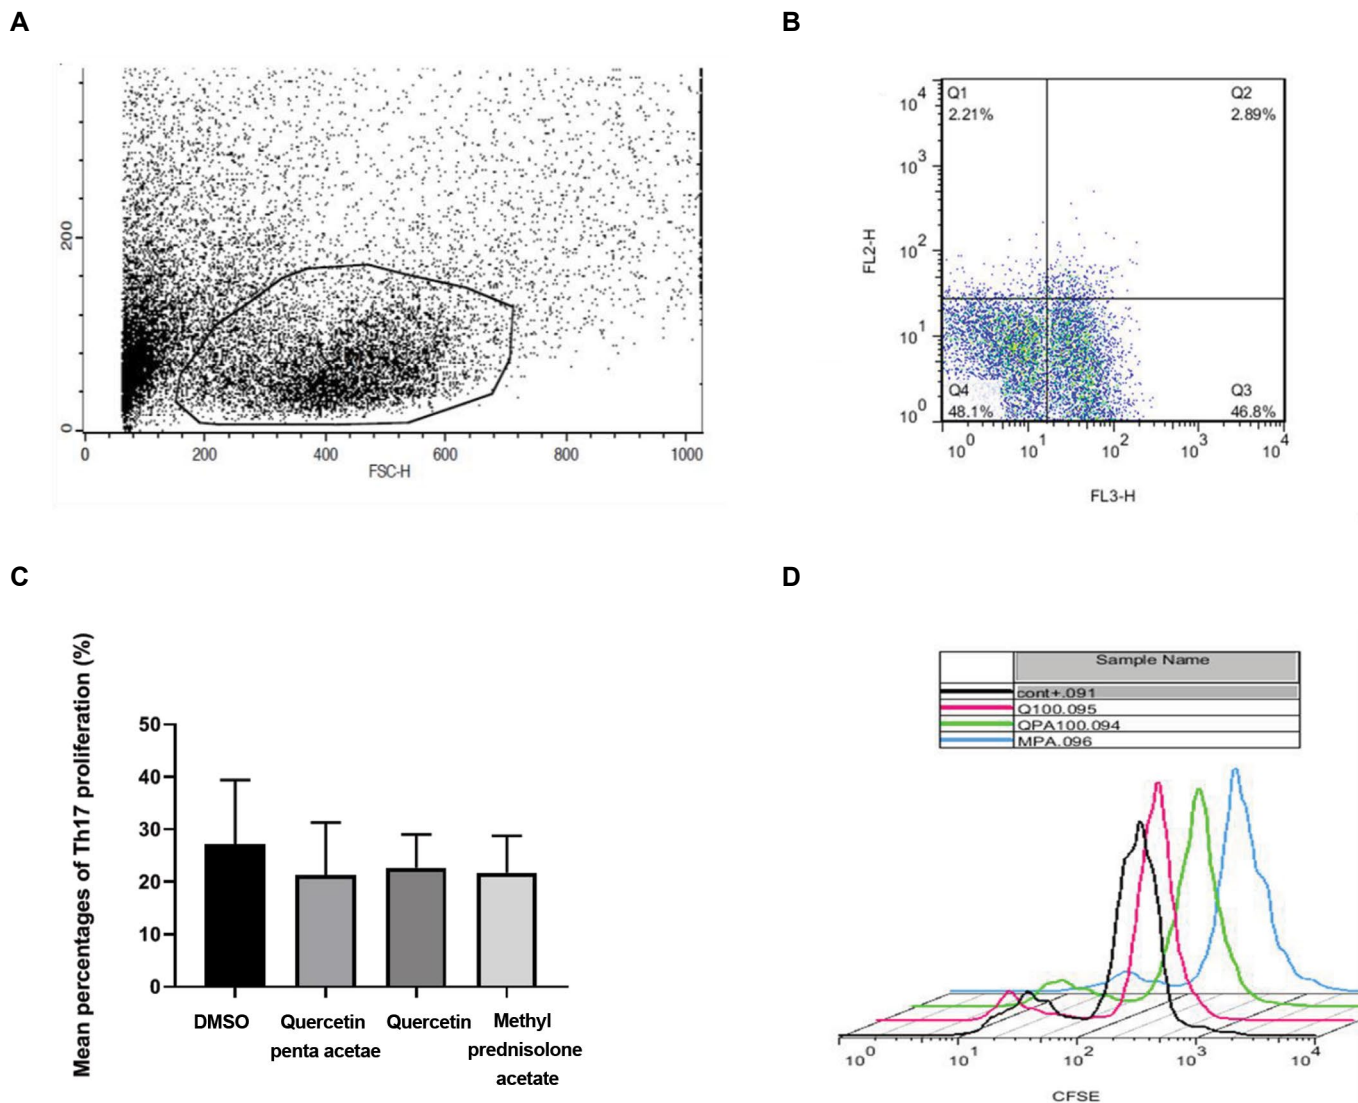 A
200
0
0
200
400
600
800
1000
FSC-H
B
10^4
10^3
10^2
10^1
10^0
FL2-H
Q1
2.21%
Q2
2.89%
Q4
48.1%
Q3
46.8%
10^0
10^1
10^2
10^3
10^4
FL3-H
C
Mean percentages of Th17 proliferation (%)
50
40
30
20
10
0
DMSO
Quercetin
penta acetae
Quercetin
Methyl
prednisolone
acetate
D
Sample Name
cont+.091
Q100.095
QPA100.094
MPA.096
10^0
10^1
10^2
10^3
10^4
CFSE